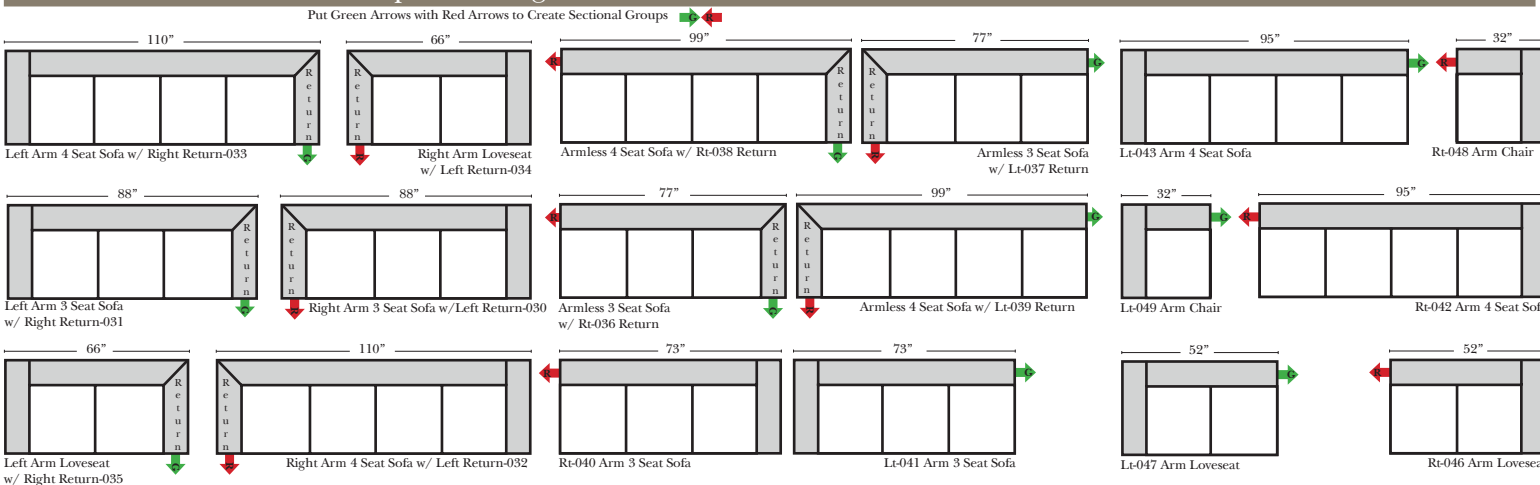 Put Green Arrows with Red Arrows to Create Sectional Groups G R
110” 66” 99” 77” 95” 32”
Return G
Return R
R Return G
Return R G
G
R
Left Arm 4 Seat Sofa w/ Right Return-033
Right Arm Loveseat
w/ Left Return-034
Armless 4 Seat Sofa w/ Rt-038 Return
Armless 3 Seat Sofa
w/ Lt-037 Return
Lt-043 Arm 4 Seat Sofa
Rt-048 Arm Chair
88” 88” 77” 99” 32” 95”
Return G
Return R
R Return G
Return R G
G
R
Left Arm 3 Seat Sofa
w/ Right Return-031
Right Arm 3 Seat Sofa w/Left Return-030
Armless 3 Seat Sofa
w/ Rt-036 Return
Armless 4 Seat Sofa w/ Lt-039 Return
Lt-049 Arm Chair
Rt-042 Arm 4 Seat Sof
66” 110” 73” 73” 52” 52”
Return G
Return R
R
G
G
R
Left Arm Loveseat
w/ Right Return-035
Right Arm 4 Seat Sofa w/ Left Return-032
Rt-040 Arm 3 Seat Sofa
Lt-041 Arm 3 Seat Sofa
Lt-047 Arm Loveseat
Rt-046 Arm Lovesea